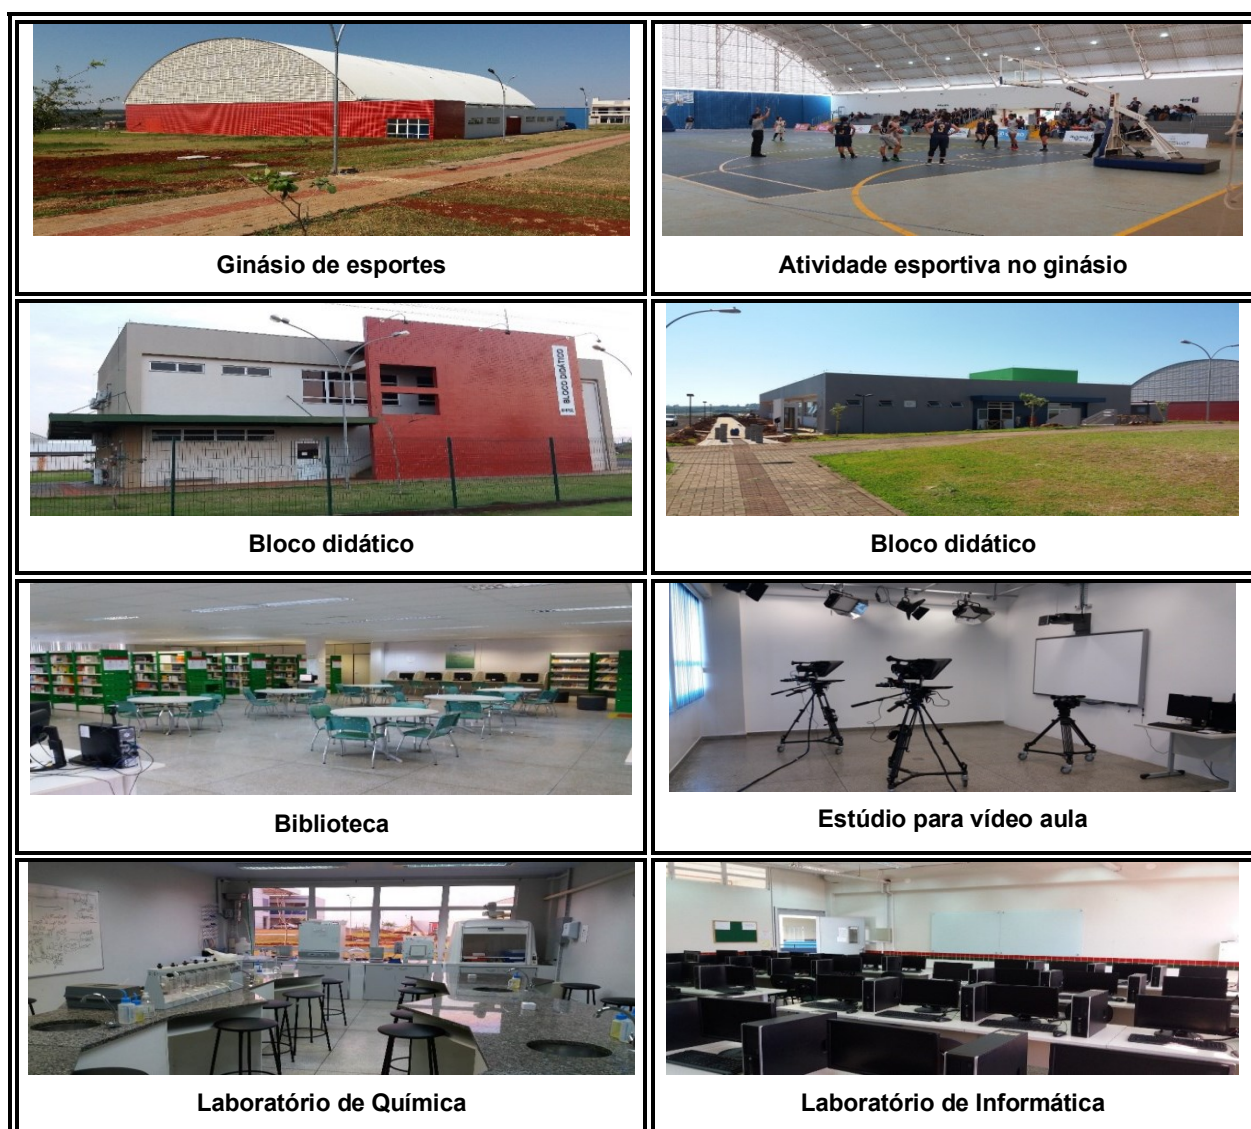 Ginásio de esportes
Atividade esportiva no ginásio
BLOCO DIDÁTICO
Bloco didático
Bloco didático
Biblioteca
Estúdio para vídeo aula
Laboratório de Química
Laboratório de Informática